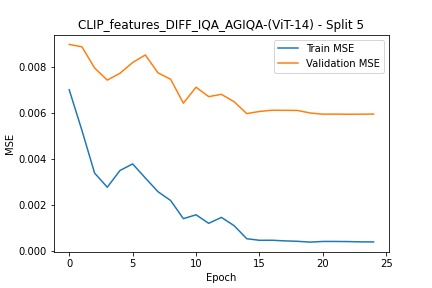 CLIP_features_DIFF_IQA_AGIQA-(ViT-14) - Split 5
Train MSE
Validation MSE
MSE
0.008
0.006
0.004
0.002
0.000
0
5
10
15
20
25
Epoch